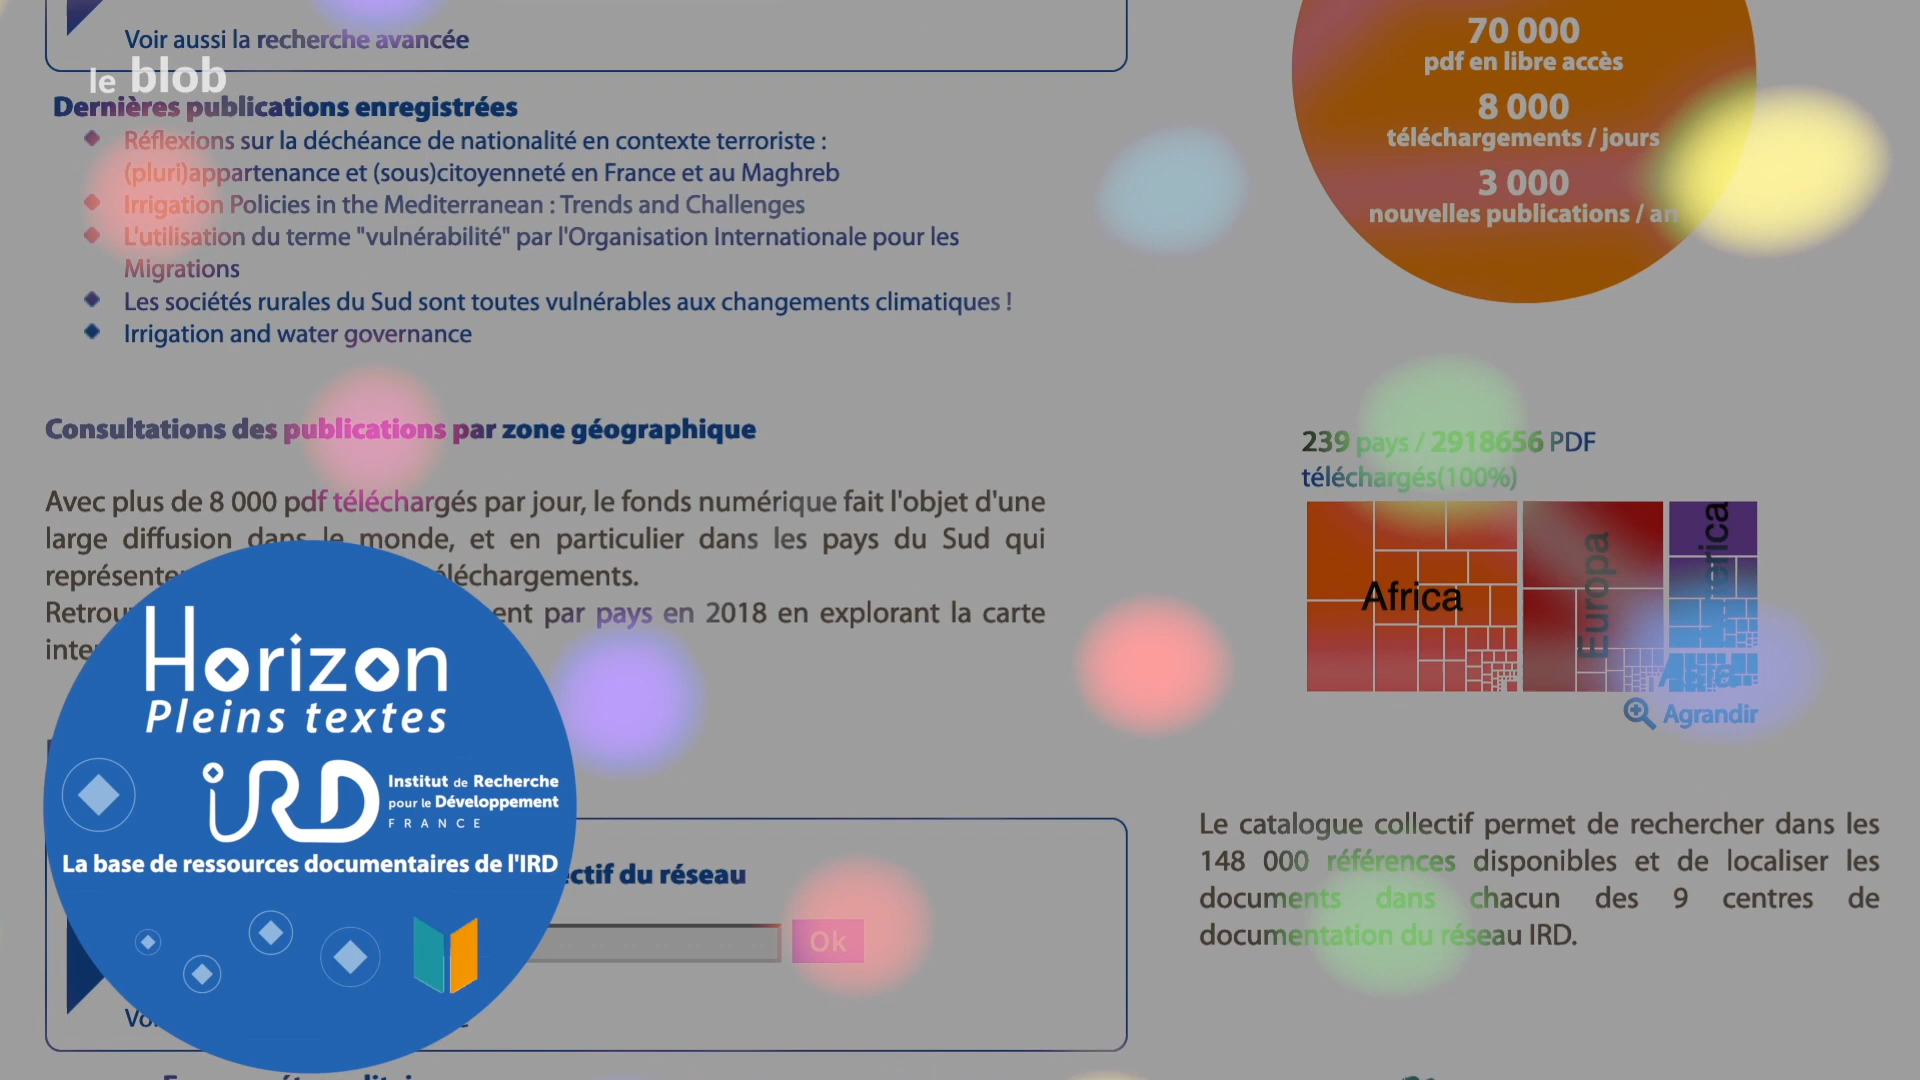 Voir aussi la recherche avancée
le blob
Dernières publications enregistrées
Réflexions sur la déchéance de nationalité en contexte terroriste :
(pluri)appartenance et (sous)citoyenneté en France et au Maghreb
Irrigation Policies in the Mediterranean : Trends and Challenges
L'utilisation du terme "vulnérabilité" par l'Organisation Internationale pour les
Migrations
Les sociétés rurales du Sud sont toutes vulnérables aux changements climatiques !
Irrigation and water governance
Consultations des publications par zone géographique
Avec plus de 8 000 pdf téléchargés par jour, le fonds numérique fait l'objet d'une
large diffusion dans le monde, et en particulier dans les pays du Sud qui
par pays en 2018 en explorant la carte
Horizon
Pleins textes
IRD
Institut de Recherche
pour le Développement
FRANCE
La base de ressources documentaires de l'IRD
du réseau
Ok
70 000
pdf en libre accès
8 000
téléchargements / jours
3 000
nouvelles publications / an
239 pays / 2918656 PDF
téléchargés(100%)
Africa
Europa
Asia
Agrandir
Le catalogue collectif permet de rechercher dans les
148 000 références disponibles et de localiser les
documents dans chacun des 9 centres de
documentation du réseau IRD.